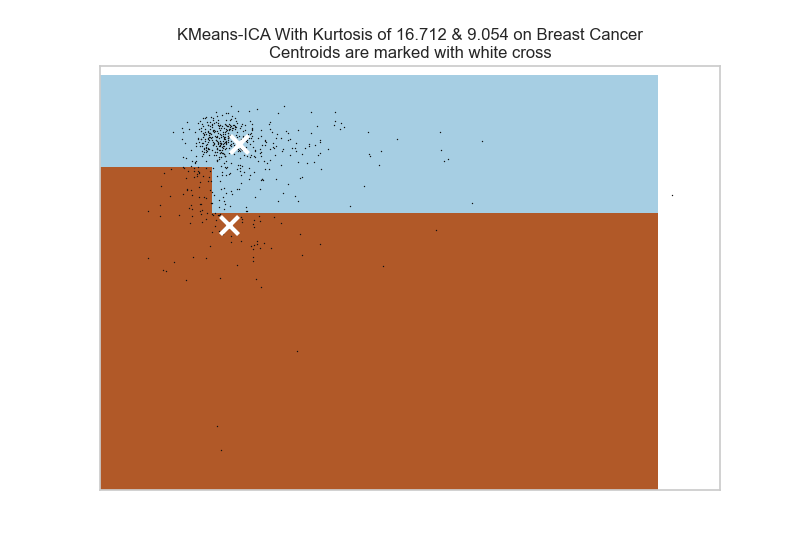 KMeans-ICA With Kurtosis of 16.712 & 9.054 on Breast Cancer
Centroids are marked with white cross